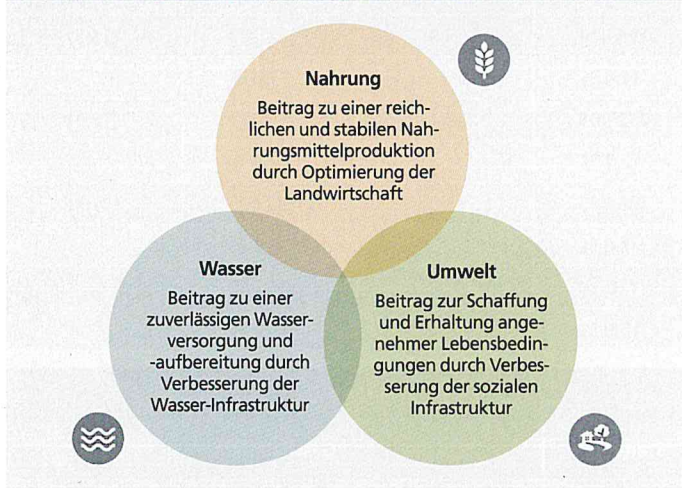 Nahrung
Beitrag zu einer reich-
lichen und stabilen Nah-
rungsmittelproduktion
durch Optimierung der
Landwirtschaft
Wasser
Beitrag zu einer
zuverlässigen Wasser-
versorgung und
-aufbereitung durch
Verbesserung der
Wasser-Infrastruktur
Umwelt
Beitrag zur Schaffung
und Erhaltung ange-
nehmer Lebensbedin-
gungen durch Verbes-
serung der sozialen
Infrastruktur